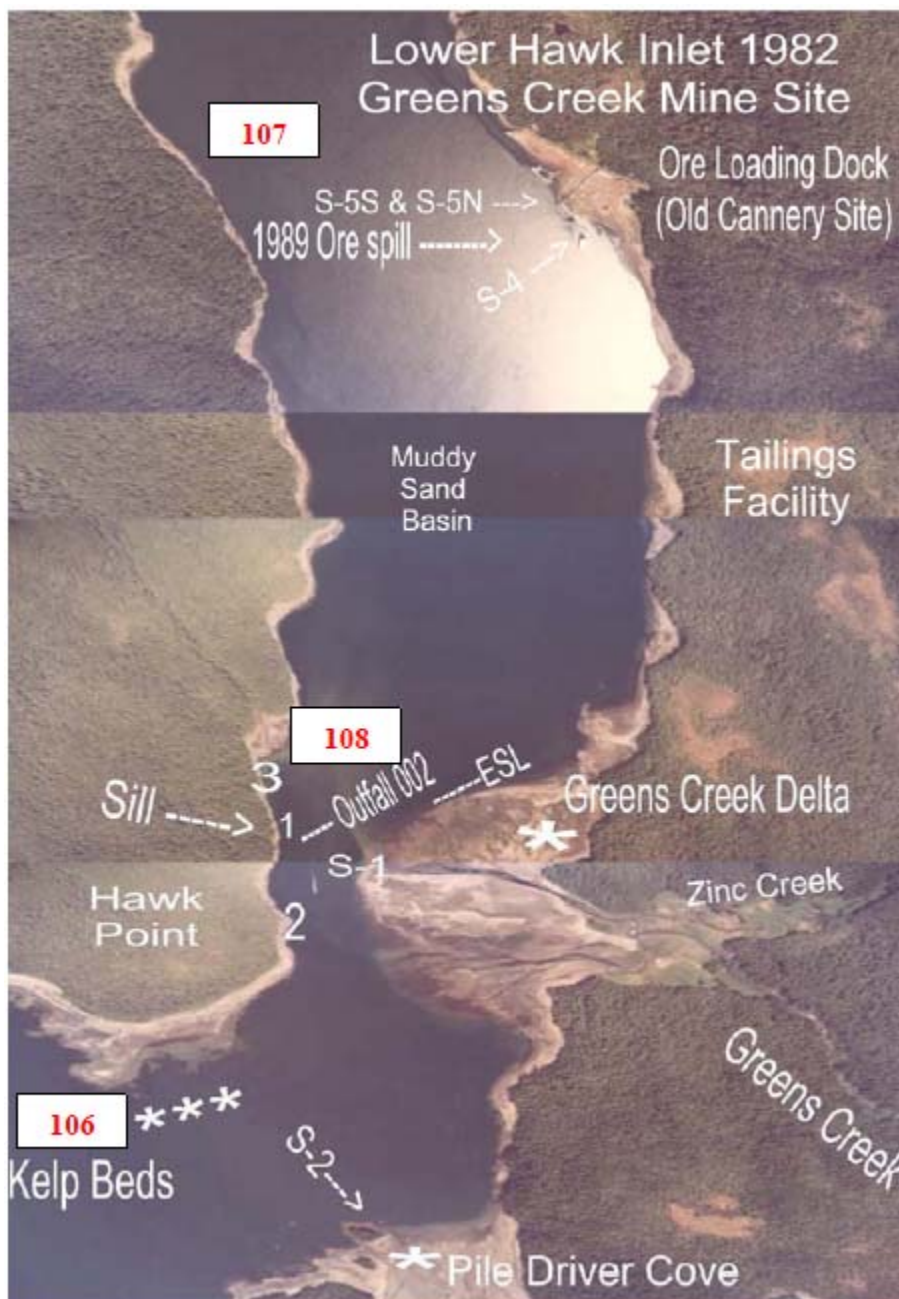 Lower Hawk Inlet 1982
Greens Creek Mine Site
107
Ore Loading Dock
(Old Cannery Site)
S-5S & S-5N --->
1989 Ore spill ------->
S-4 --->
Muddy
Sand
Basin
Tailings
Facility
108
3
Sill ----->
1 ---- Outfall 002
------ESL
Greens Creek Delta
*
S-1
Zinc Creek
Hawk
Point
2
Greens Creek
106
* * *
Kelp Beds
S-2--->
* Pile Driver Cove